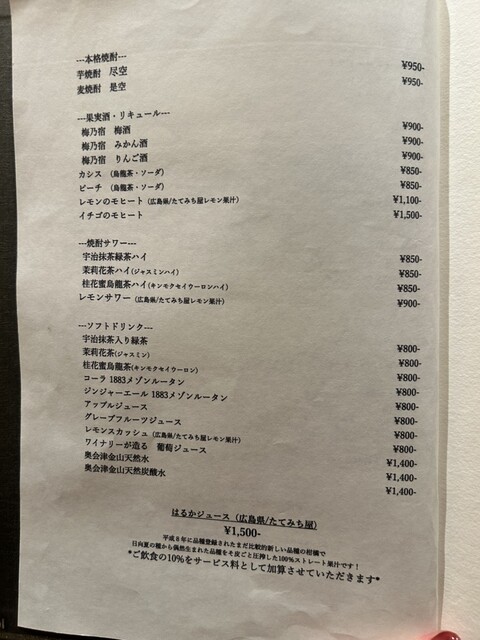 ---本格焼酎---
芋焼酎 尽空 ¥950-
麦焼酎 是空 ¥950-
---果実酒・リキュール---
梅乃宿 梅酒 ¥900-
梅乃宿 みかん酒 ¥900-
梅乃宿 りんご酒 ¥900-
カシス (烏龍茶・ソーダ) ¥850-
ピーチ (烏龍茶・ソーダ) ¥850-
レモンのモヒート (広島県/たてみち屋レモン果汁) ¥1,100-
イチゴのモヒート ¥1,500-
---焼酎サワー---
宇治抹茶緑茶ハイ ¥850-
茉莉花茶ハイ(ジャスミンハイ) ¥850-
桂花蜜烏龍茶ハイ(キンモクセイウーロンハイ) ¥850-
レモンサワー (広島県/たてみち屋レモン果汁) ¥900-
---ソフトドリンク---
宇治抹茶入り緑茶 ¥800-
茉莉花茶(ジャスミン) ¥800-
桂花蜜烏龍茶(キンモクセイウーロン) ¥800-
コーラ 1883メゾンルータン ¥800-
ジンジャーエール 1883メゾンルータン ¥800-
アップルジュース ¥800-
グレープフルーツジュース ¥800-
レモンスカッシュ (広島県/たてみち屋レモン果汁) ¥800-
ワイナリーが造る 葡萄ジュース ¥1,400-
奥会津金山天然水 ¥1,400-
奥会津金山天然炭酸水 ¥1,400-
はるかジュース (広島県/たてみち屋)
¥1,500-
平成8年に品種登録されたまだ比較的新しい品種の柑橘で
日向夏の種から偶然生まれた品種をそ皮ごと圧搾した100%ストレート果汁です！
*ご飲食の10%をサービス料として加算させていただきます*